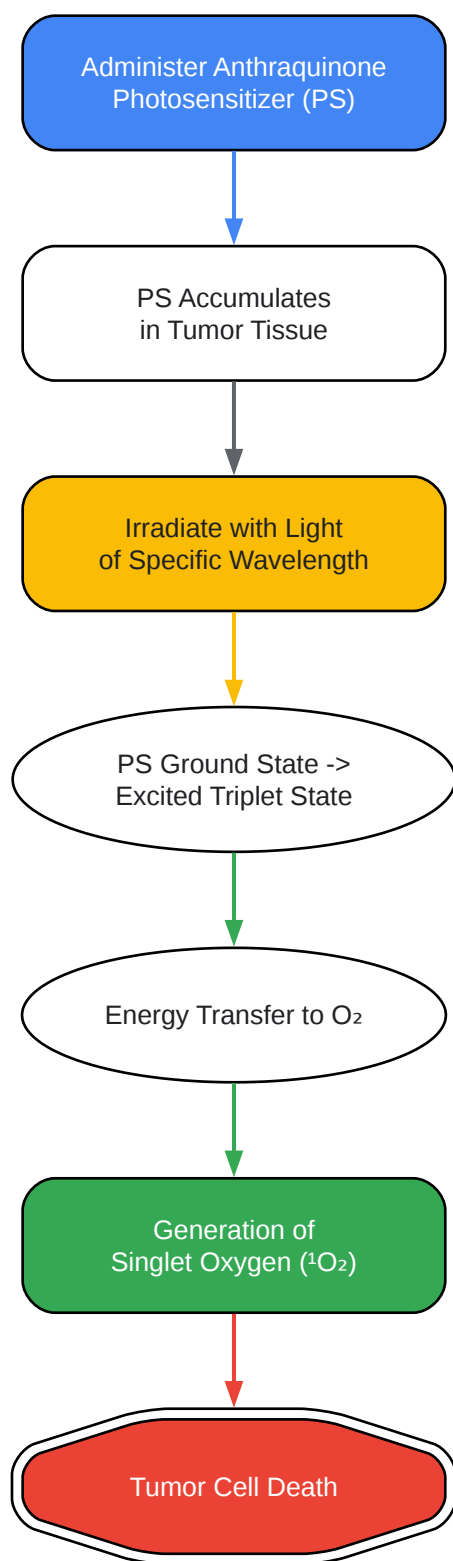 Administer Anthraquinone
Photosensitizer (PS)
PS Accumulates
in Tumor Tissue
Irradiate with Light
of Specific Wavelength
PS Ground State ->
Excited Triplet State
Energy Transfer to O₂
Generation of
Singlet Oxygen (¹O₂)
Tumor Cell Death